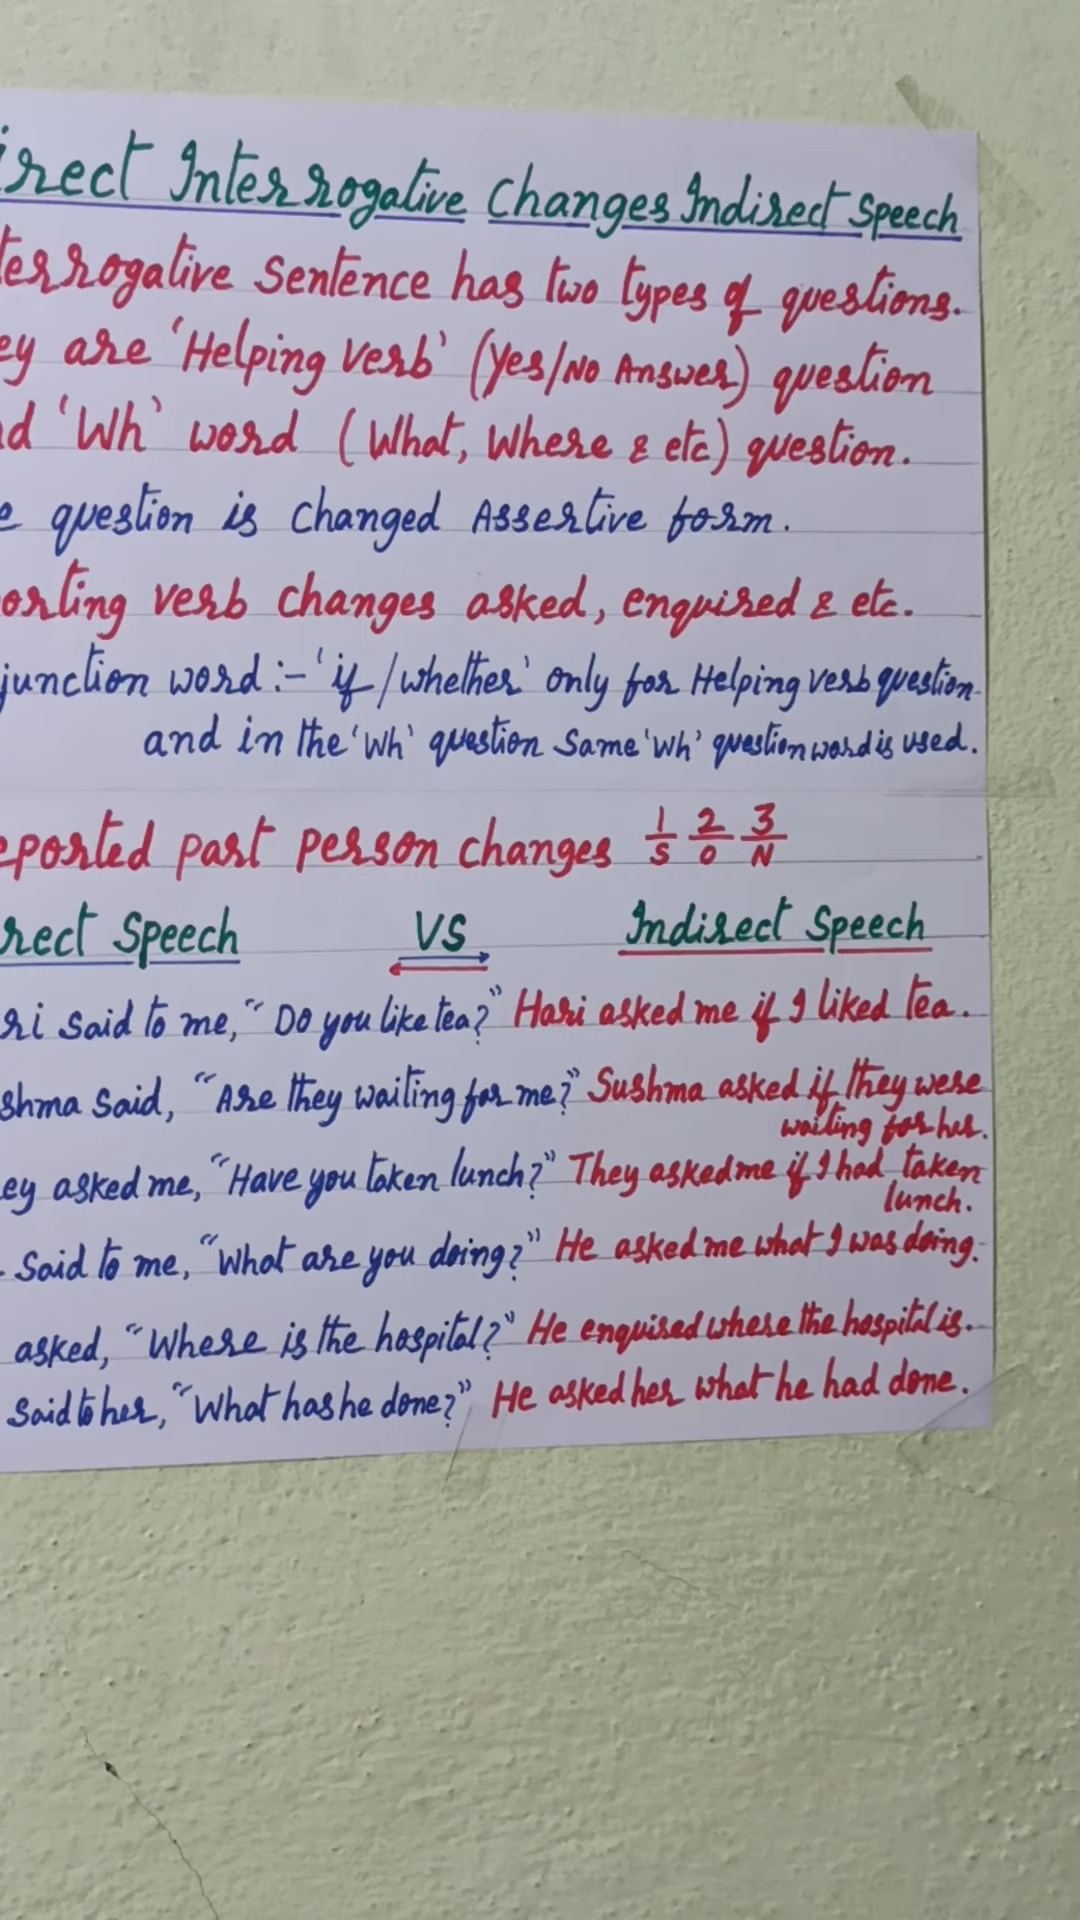 irect Interrogative Changes Indirect Speech
terrogative Sentence has two types of questions.
ey are 'Helping verb' (Yes/No Answer) question
d 'Wh' word (What, Where & etc) question.
e question is changed Assertive form.
orting verb changes asked, enquired & etc.
junction word :- 'if/whether' only for Helping verb question
and in the 'Wh' question Same 'Wh' question word is used.
eported part person changes 1/S 2/O 3/N
rect Speech VS Indirect Speech
ri said to me, "Do you like tea?" Hari asked me if I liked tea.
shma said, "Are they waiting for me?" Sushma asked if they were
waiting for her.
ey asked me, "Have you taken lunch?" They asked me if I had taken
lunch.
said to me, "What are you doing?" He asked me what I was doing.
asked, "Where is the hospital?" He enquired where the hospital is.
said to her, "What has he done?" He asked her what he had done.